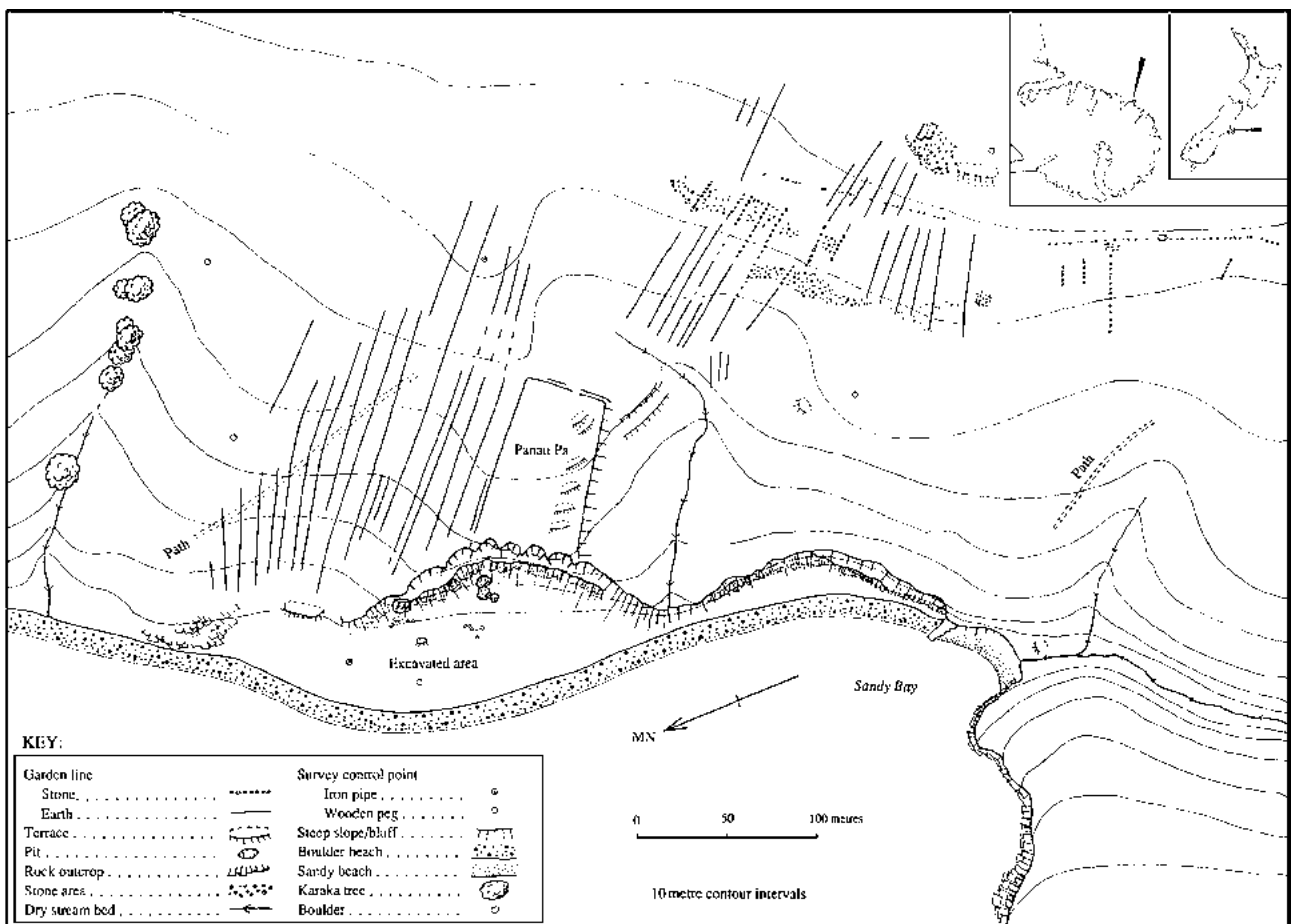 Panau Pa
Path
Path
Excavated area
Sandy Bay
MN
0 50 100 metres
10 metre contour intervals
KEY:
Garden line
Stone
Earth
Terrace
Pit
Rock outcrop
Stone area
Dry stream bed
Survey control point
Iron pipe
Wooden peg
Steep slope/bluff
Boulder beach
Sandy beach
Karaka tree
Boulder